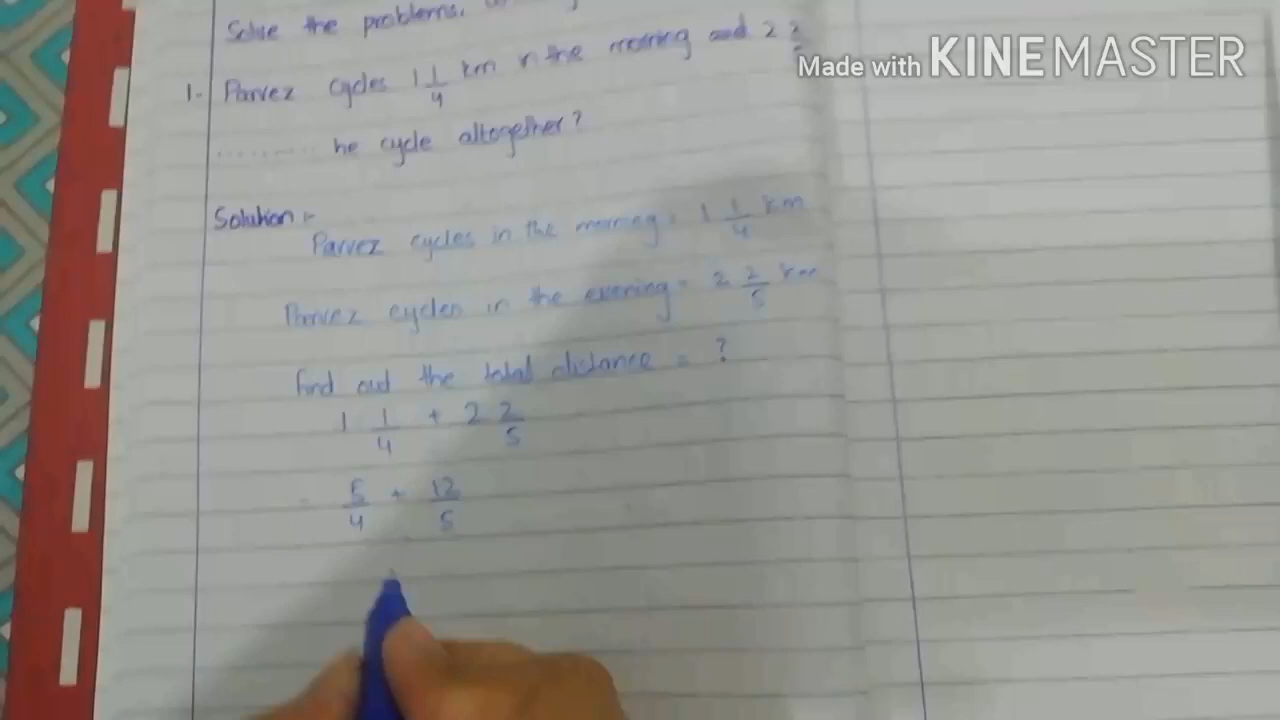 Solve the problems.
1. Parvez cycles 1 1/4 km in the morning and 2 2/5
Made with KINEMASTER
......... he cycle altogether?
Solution:-
Parvez cycles in the morning = 1 1/4 km
Parvez cycles in the evening = 2 2/5 km
Find out the total distance = ?
1 1/4 + 2 2/5
= 5/4 + 12/5